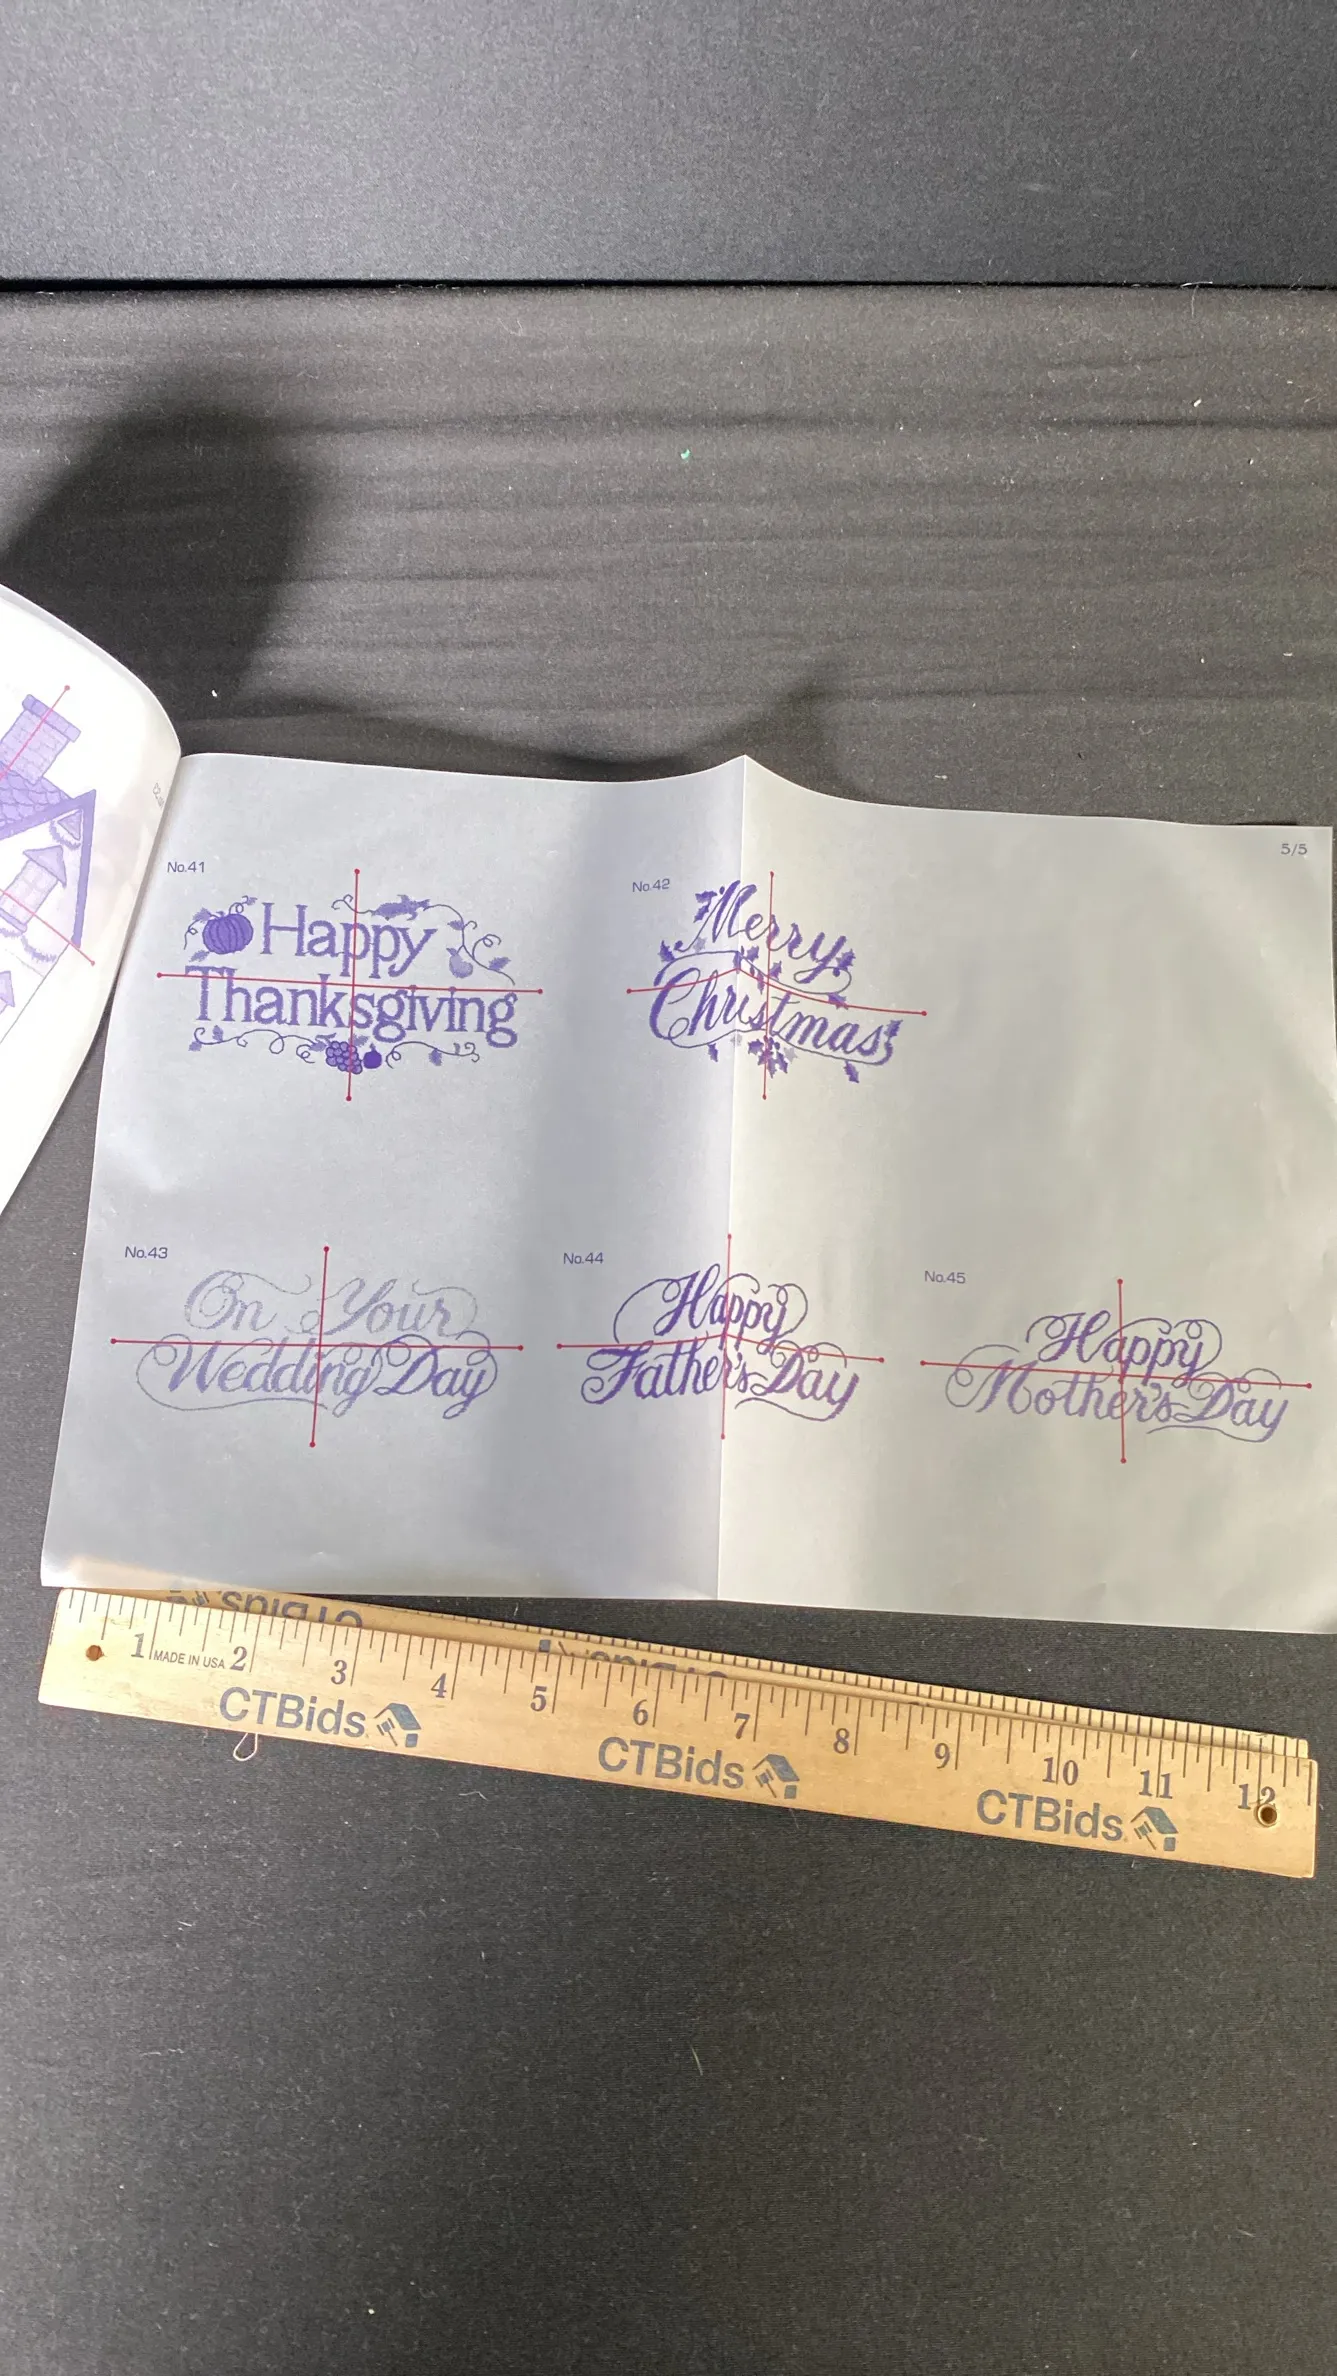 5/5
No.41
Happy
Thanksgiving
No.42
Merry
Christmas
No.43
On Your
Wedding Day
No.44
Happy
Father's Day
No.45
Happy
Mother's Day
CTBids
CTBids
1 MADE IN USA 2 3 4 5 6 7 8 9 10 11 12
CTBids CTBids CTBids